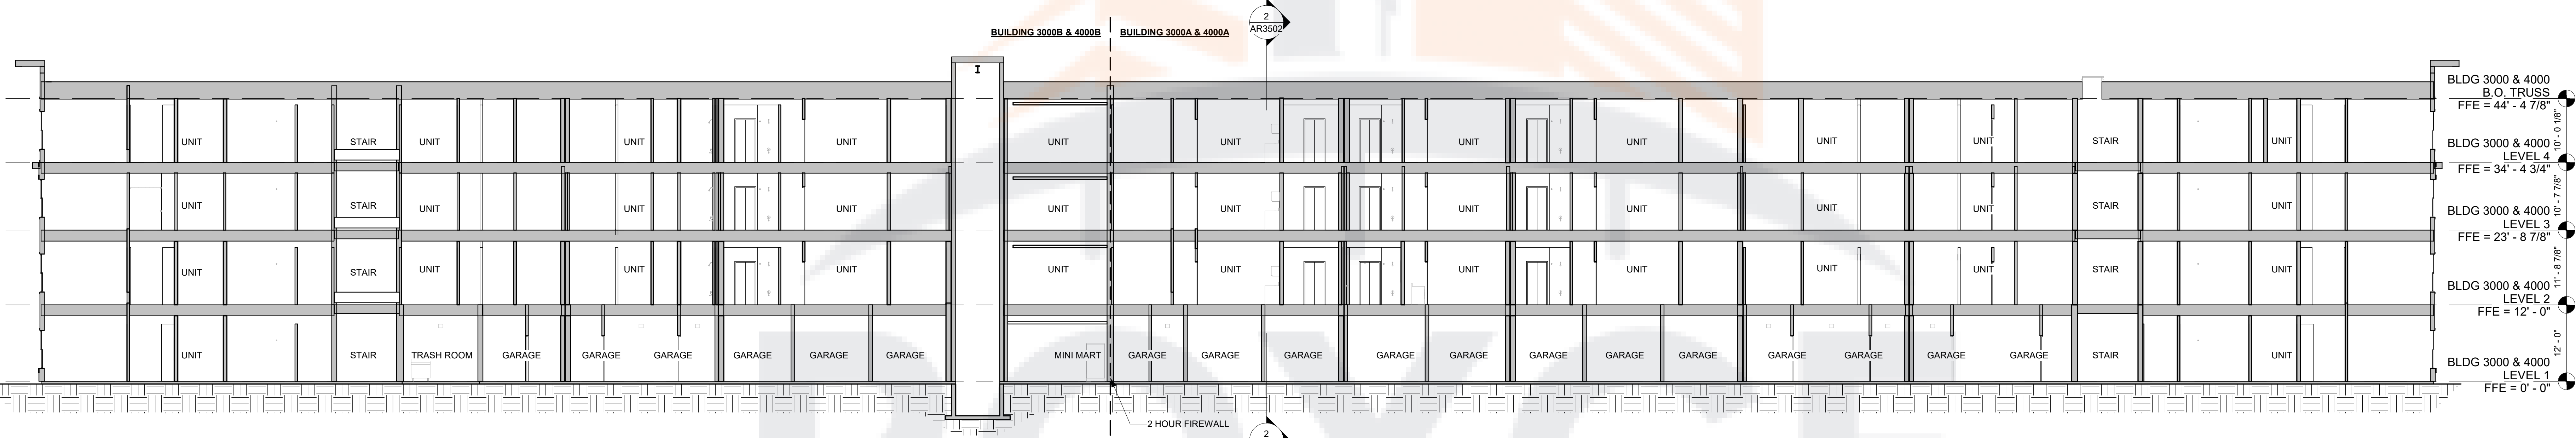 2
AR3502
BUILDING 3000B & 4000B
BUILDING 3000A & 4000A
BLDG 3000 & 4000
B.O. TRUSS
FFE = 44' - 4 7/8"
10' - 0 1/8"
UNIT STAIR UNIT UNIT UNIT UNIT UNIT UNIT UNIT UNIT UNIT STAIR UNIT
BLDG 3000 & 4000
LEVEL 4
FFE = 34' - 4 3/4"
10' - 7 7/8"
UNIT STAIR UNIT UNIT UNIT UNIT UNIT UNIT UNIT UNIT UNIT STAIR UNIT
BLDG 3000 & 4000
LEVEL 3
FFE = 23' - 8 7/8"
11' - 8 7/8"
UNIT STAIR UNIT UNIT UNIT UNIT UNIT UNIT UNIT UNIT UNIT STAIR UNIT
BLDG 3000 & 4000
LEVEL 2
FFE = 12' - 0"
12' - 0"
UNIT STAIR TRASH ROOM GARAGE GARAGE GARAGE GARAGE GARAGE GARAGE MINI MART GARAGE GARAGE GARAGE GARAGE GARAGE GARAGE GARAGE GARAGE GARAGE GARAGE GARAGE GARAGE STAIR UNIT
BLDG 3000 & 4000
LEVEL 1
FFE = 0' - 0"
2 HOUR FIREWALL
2